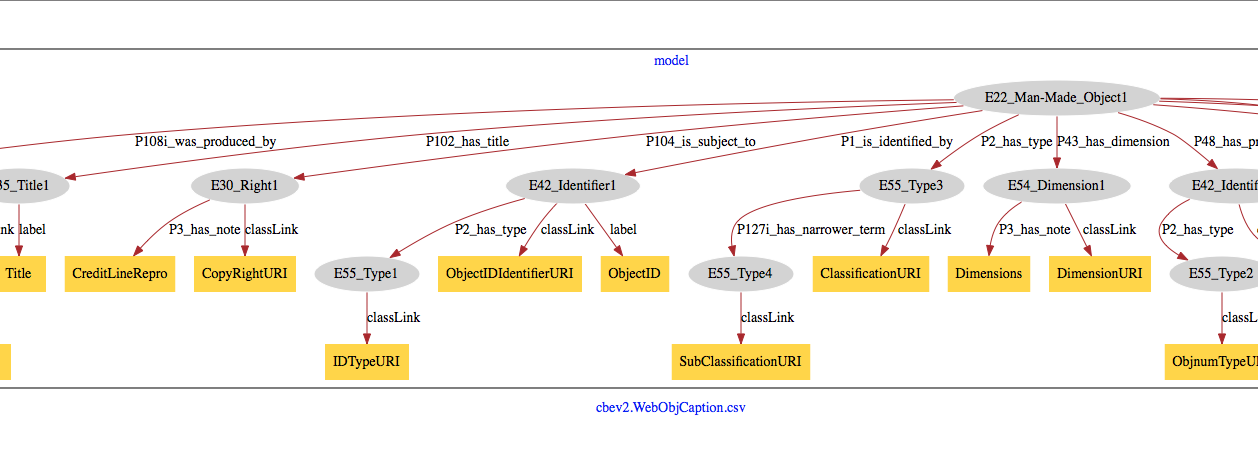 model
E22_Man-Made_Object1
P108i_was_produced_by P102_has_title P104_is_subject_to P1_is_identified_by P2_has_type P43_has_dimension P48_has_pr
35_Title1 E30_Right1 E42_Identifier1 E55_Type3 E54_Dimension1 E42_Identif
nk label P3_has_note classLink P2_has_type classLink label P127i_has_narrower_term classLink P3_has_note classLink P2_has_type
Title CreditLineRepro CopyRightURI E55_Type1 ObjectIDIdentifierURI ObjectID E55_Type4 ClassificationURI Dimensions DimensionURI E55_Type2
classLink classLink classL
IDTypeURI SubClassificationURI ObjnumTypeU
cbev2.WebObjCaption.csv